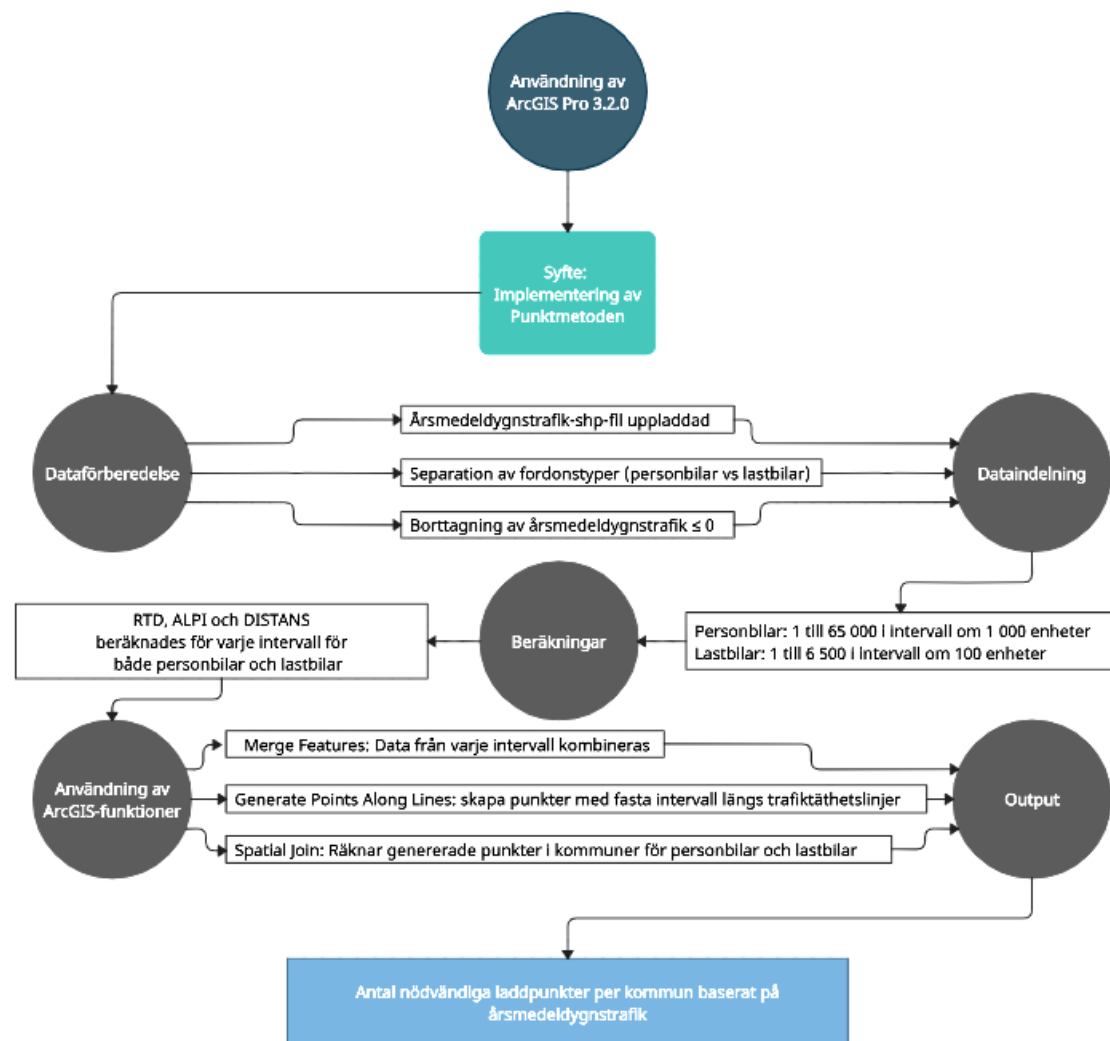 Användning av
ArcGIS Pro 3.2.0
Syfte:
Implementering av
Punktmetoden
Dataförberedelse
Årsmedeldygnstrafik-shp-fil uppladdad
Separation av fordonstyper (personbilar vs lastbilar)
Borttagning av årsmedeldygnstrafik ≤ 0
Dataindelning
Personbilar: 1 till 65 000 i intervall om 1 000 enheter
Lastbilar: 1 till 6 500 i intervall om 100 enheter
Beräkningar
RTD, ALPI och DISTANS
beräknades för varje intervall för
både personbilar och lastbilar
Användning av
ArcGIS-funktioner
Merge Features: Data från varje intervall kombineras
Generate Points Along Lines: skapa punkter med fasta intervall längs trafiktäthetslinjer
Spatial Join: Räknar genererade punkter i kommuner för personbilar och lastbilar
Output
Antal nödvändiga laddpunkter per kommun baserat på
årsmedeldygnstrafik